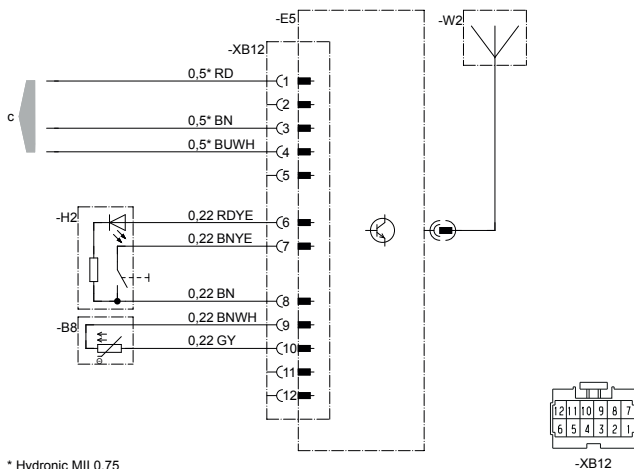 -E5
-W2
-XB12
0,5* RD
1
2
c
0,5* BN
3
0,5* BUWH
4
5
-H2
0,22 RDYE
6
0,22 BNYE
7
0,22 BN
8
-B8
0,22 BNWH
9
0,22 GY
10
11
12
12 11 10 9 8 7
6 5 4 3 2 1
-XB12
* Hydronic MII 0,75